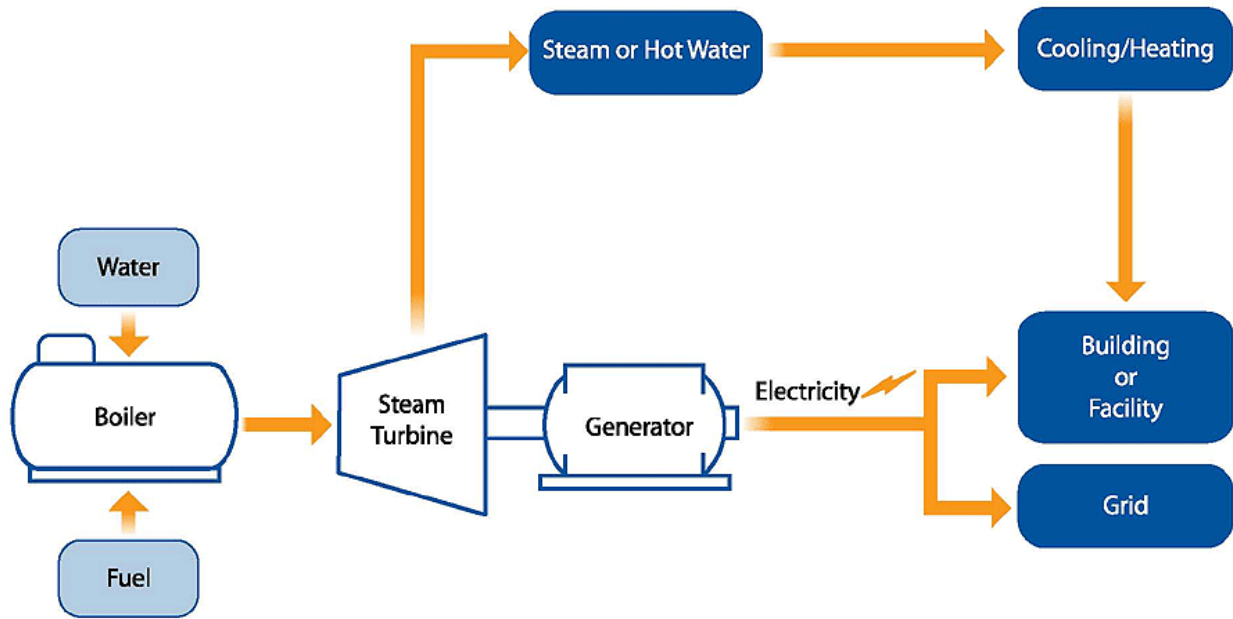 Steam or Hot Water
Cooling/Heating
Water
Boiler
Fuel
Steam
Turbine
Generator
Electricity
Building
or
Facility
Grid